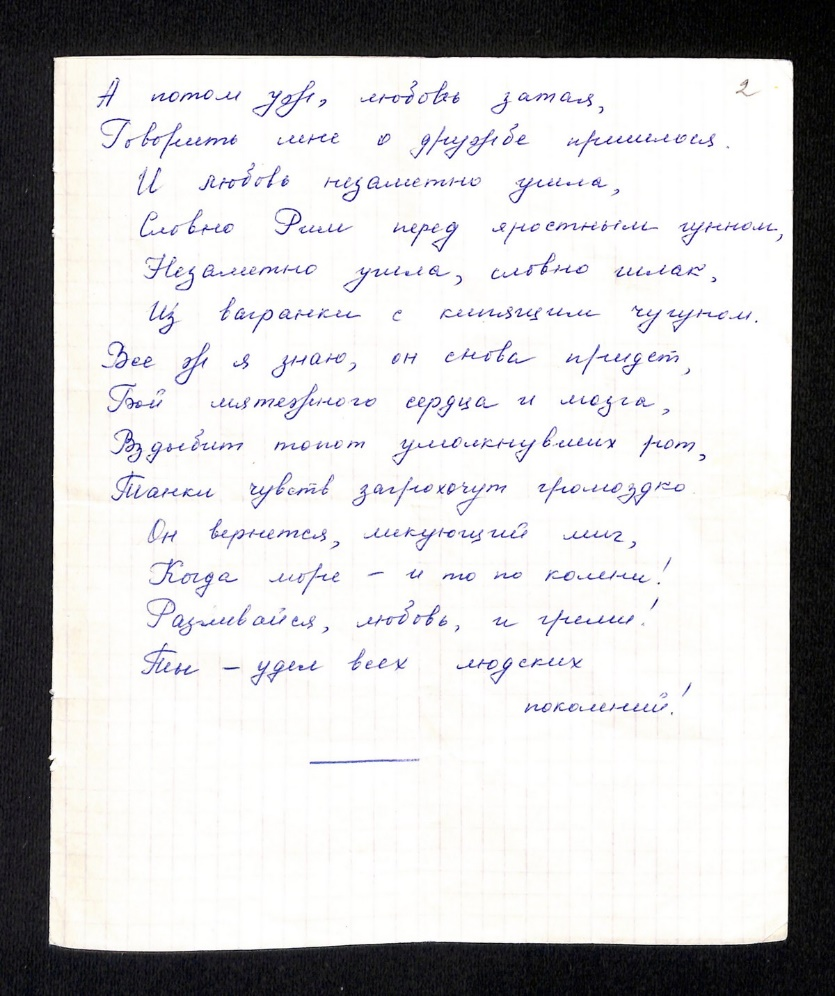 2
А потом уж, любовь затая,
Говорить мне о дружбе пришлося.
И любовь незаметно ушла,
Словно Рим перед яростным гунном,
Незаметно ушла, словно шлак,
Из вагранки с кипящим чугуном.
Все ж я знаю, он снова придет,
Бой мятежного сердца и мозга,
Вздыбит топот умолкнувших рот,
Танки чувств загрохочут громоздко
Он вернется, ликующий миг,
Когда море – и то по колени!
Разливайся, любовь, и греми!
Ты – удел всех людских
поколений!